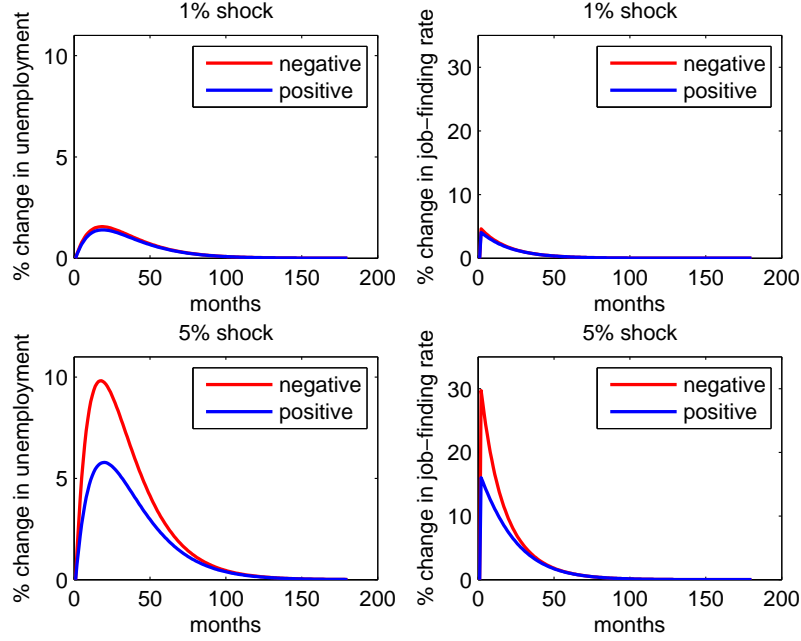 1% shock
% change in unemployment
10
5
0
negative
positive
0 50 100 150 200
months
1% shock
% change in job−finding rate
30
20
10
0
negative
positive
0 50 100 150 200
months
5% shock
% change in unemployment
10
5
0
negative
positive
0 50 100 150 200
months
5% shock
% change in job−finding rate
30
20
10
0
negative
positive
0 50 100 150 200
months